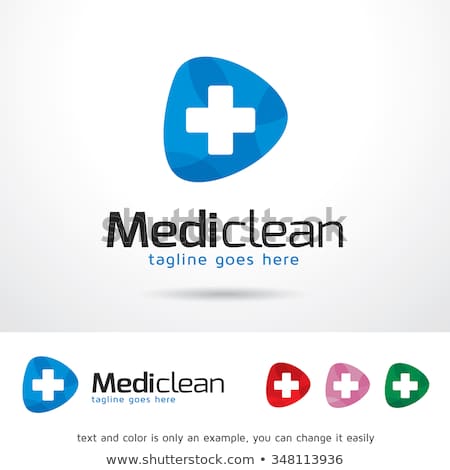 shutterstock
Mediclean
tagline goes here
Mediclean
tagline goes here
text and color is only an example, you can change it easily
www.shutterstock.com · 348113936